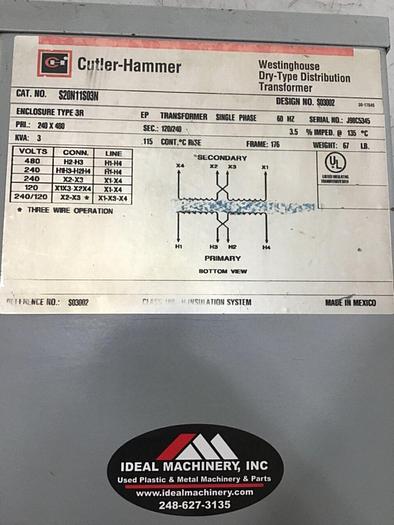 CH Cutler-Hammer
Westinghouse
Dry-Type Distribution
Transformer
CAT. NO. S20N11S03N
DESIGN NO. S03002
30-17645
ENCLOSURE TYPE 3R EP TRANSFORMER SINGLE PHASE 60 HZ SERIAL NO.: J98C5345
PRI.: 240 X 480 SEC.: 120/240 3.5 % IMPED. @ 135 °C
KVA: 3 115 CONT.°C RISE FRAME: 176 WEIGHT: 67 LB.
VOLTS CONN. LINE
480 H2-H3 H1-H4
240 H1H3-H2H4 H1-H4
240 X2-X3 X1-X4
120 X1X3-X2X4 X1-X4
240/120 X2-X3 * X1-X3-X4
* THREE WIRE OPERATION
SECONDARY
X4 X2 X3 X1
H1 H3 H2 H4
PRIMARY
BOTTOM VIEW
UL
REFERENCE NO.: S03002
INSULATION SYSTEM
MADE IN MEXICO
IDEAL MACHINERY, INC
Used Plastic & Metal Machinery & Parts
www.idealmachinery.com
248-627-3135